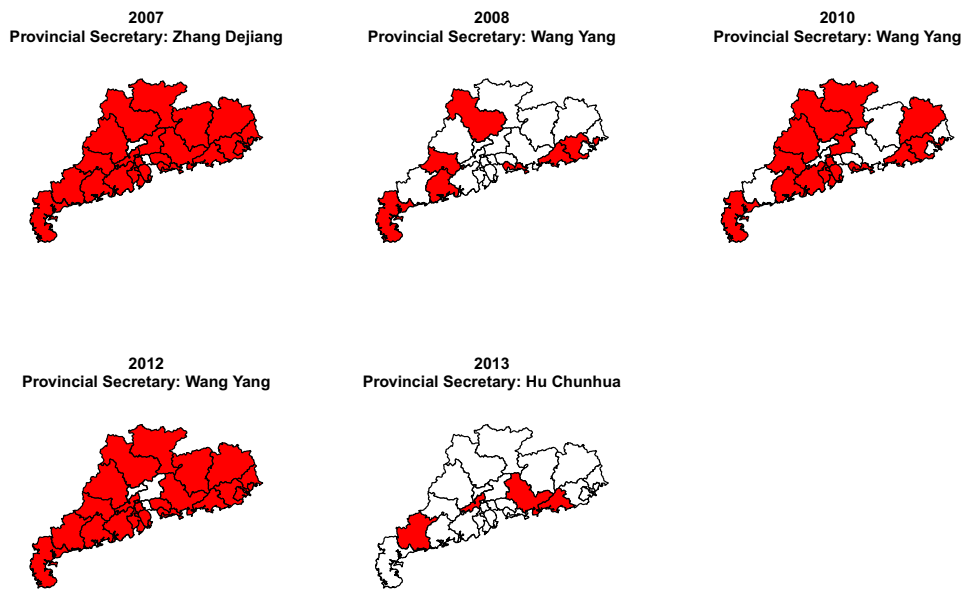 2007
Provincial Secretary: Zhang Dejiang
2008
Provincial Secretary: Wang Yang
2010
Provincial Secretary: Wang Yang
2012
Provincial Secretary: Wang Yang
2013
Provincial Secretary: Hu Chunhua